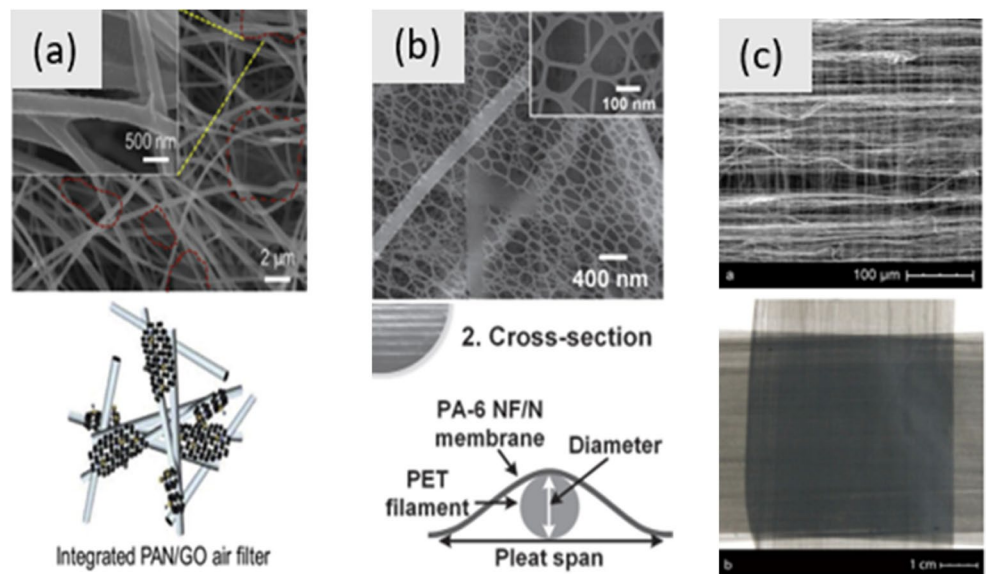 (a)
500 nm
2 µm
Integrated PAN/GO air filter
(b)
100 nm
400 nm
2. Cross-section
PA-6 NF/N
membrane
Diameter
PET
filament
Pleat span
(c)
a
100 µm
b
1 cm